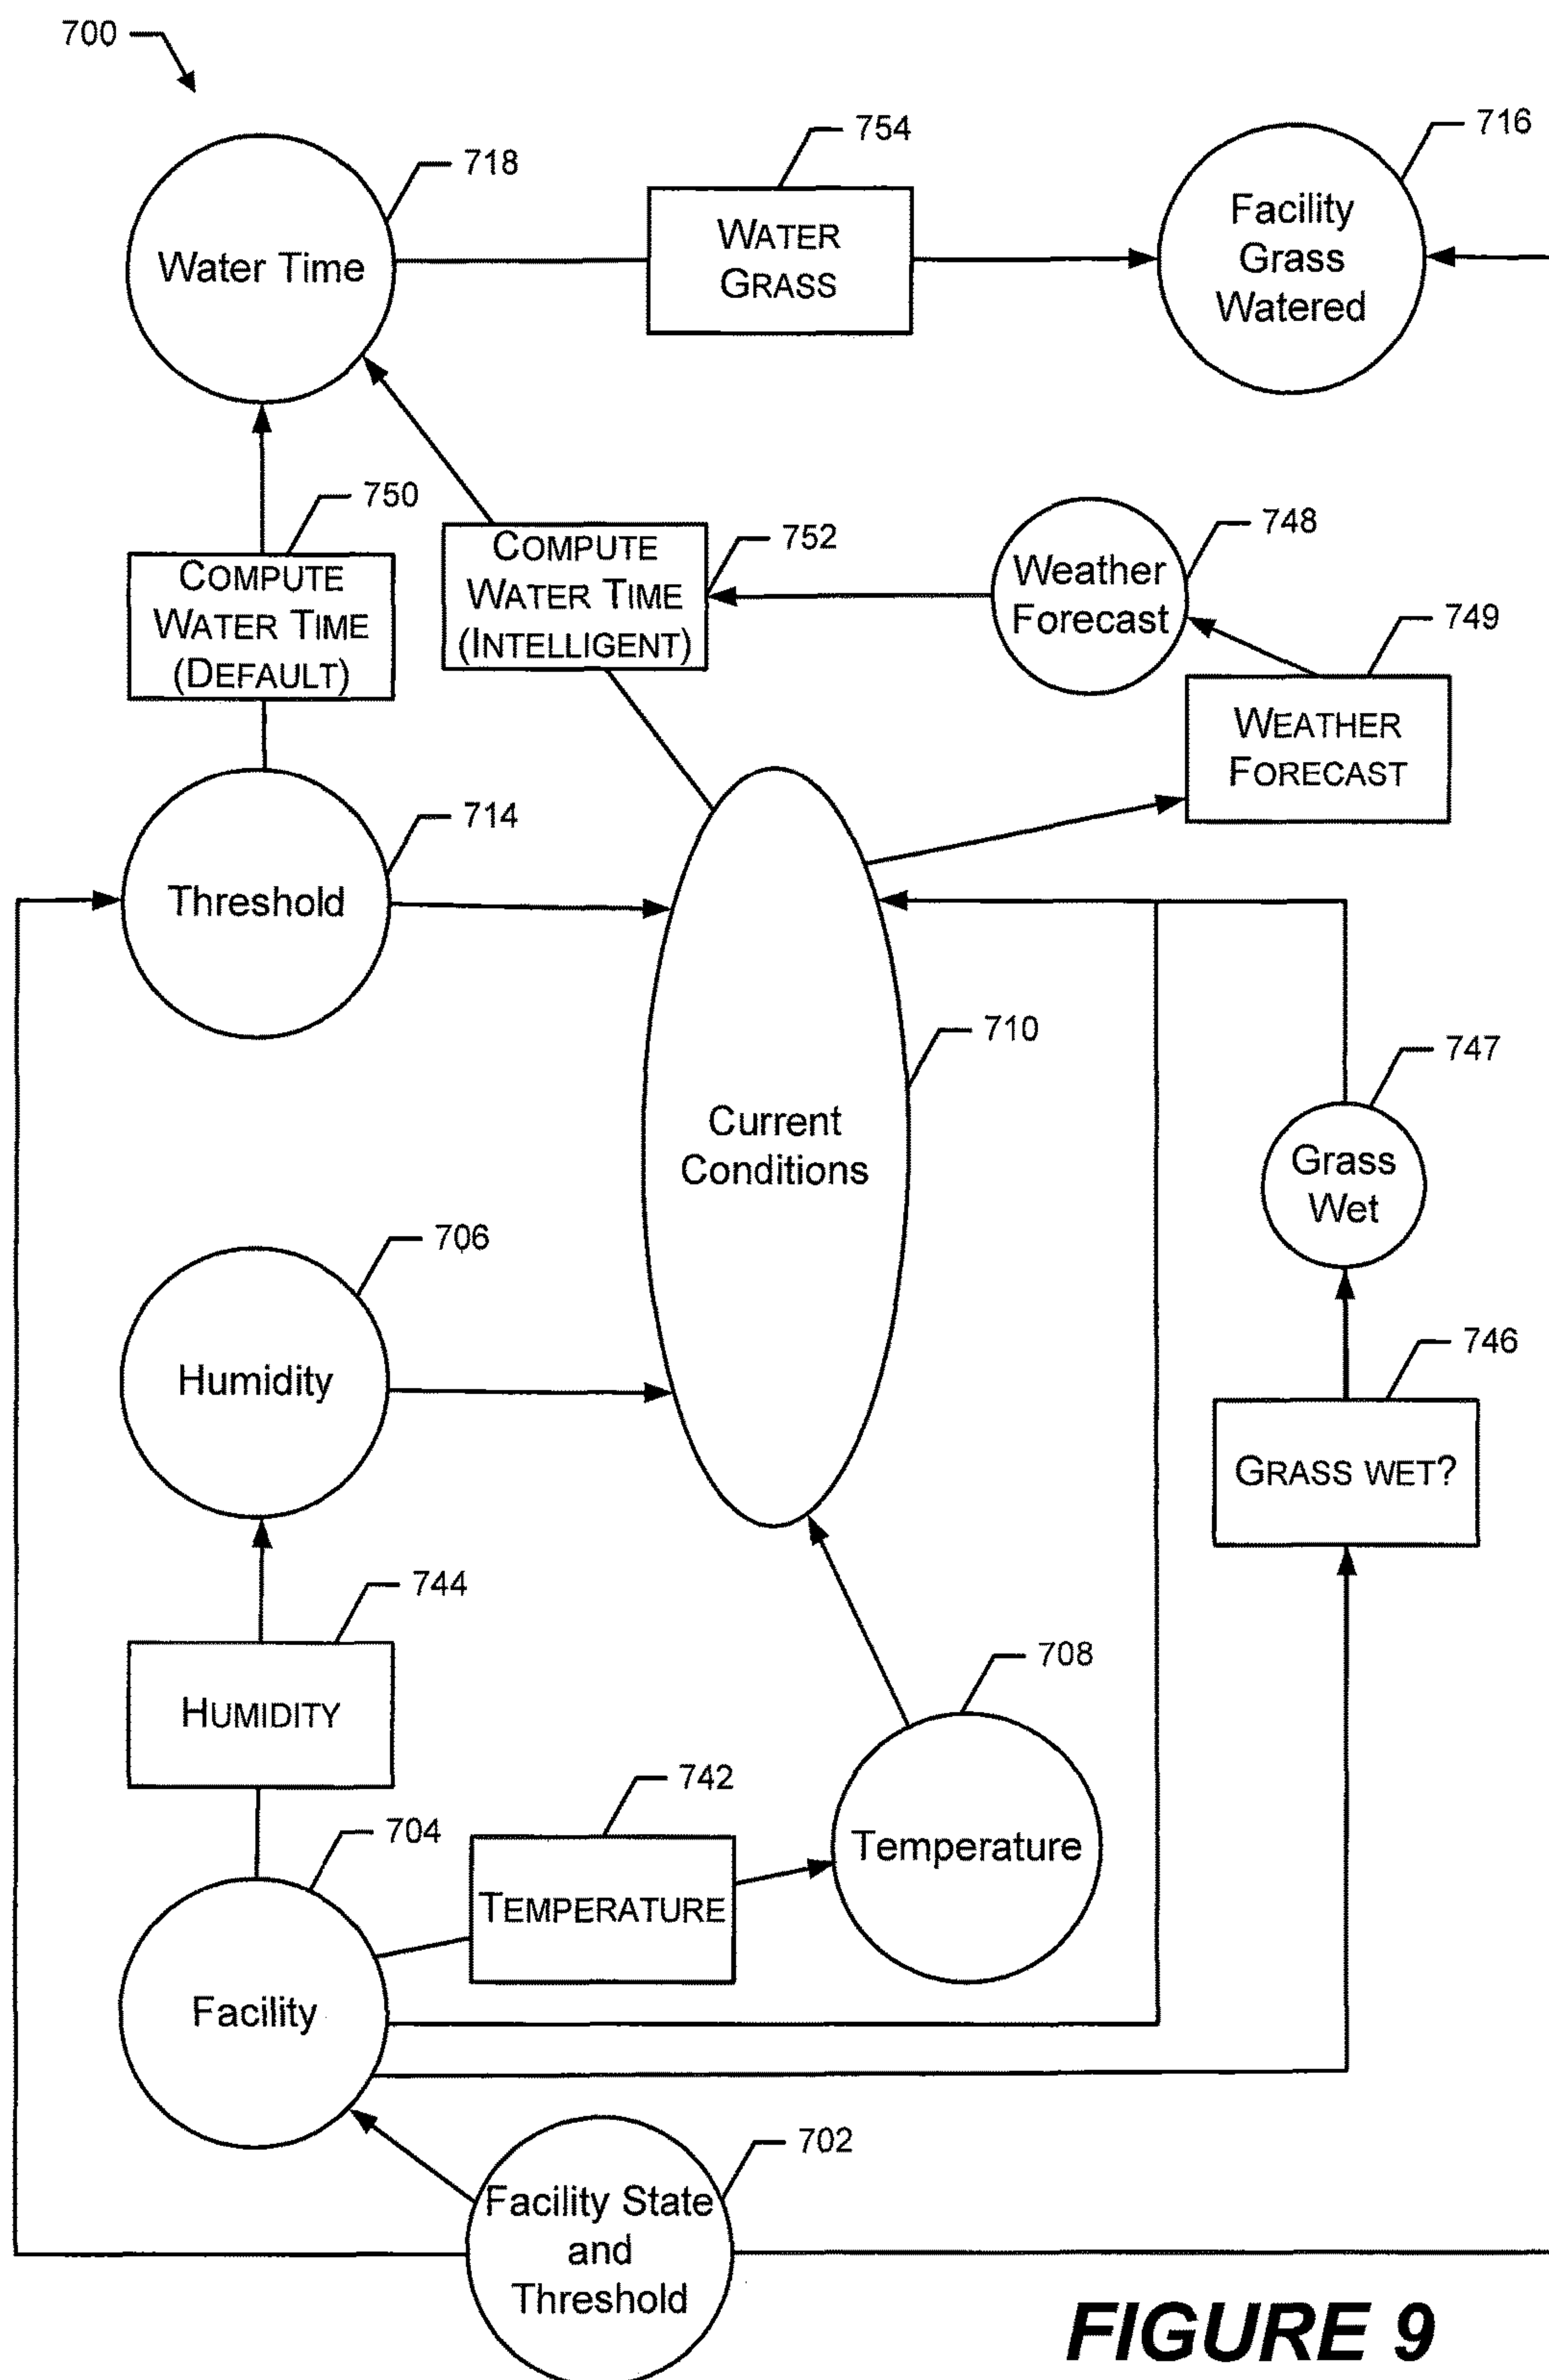 700
718
754
716
Water Time
WATER
GRASS
Facility
Grass
Watered
750
752
748
COMPUTE
WATER TIME
(DEFAULT)
COMPUTE
WATER TIME
(INTELLIGENT)
Weather
Forecast
749
WEATHER
FORECAST
714
Threshold
710
747
Current
Conditions
Grass
Wet
706
Humidity
746
GRASS WET?
744
HUMIDITY
708
742
Temperature
704
TEMPERATURE
Facility
702
Facility State
and
Threshold
FIGURE 9